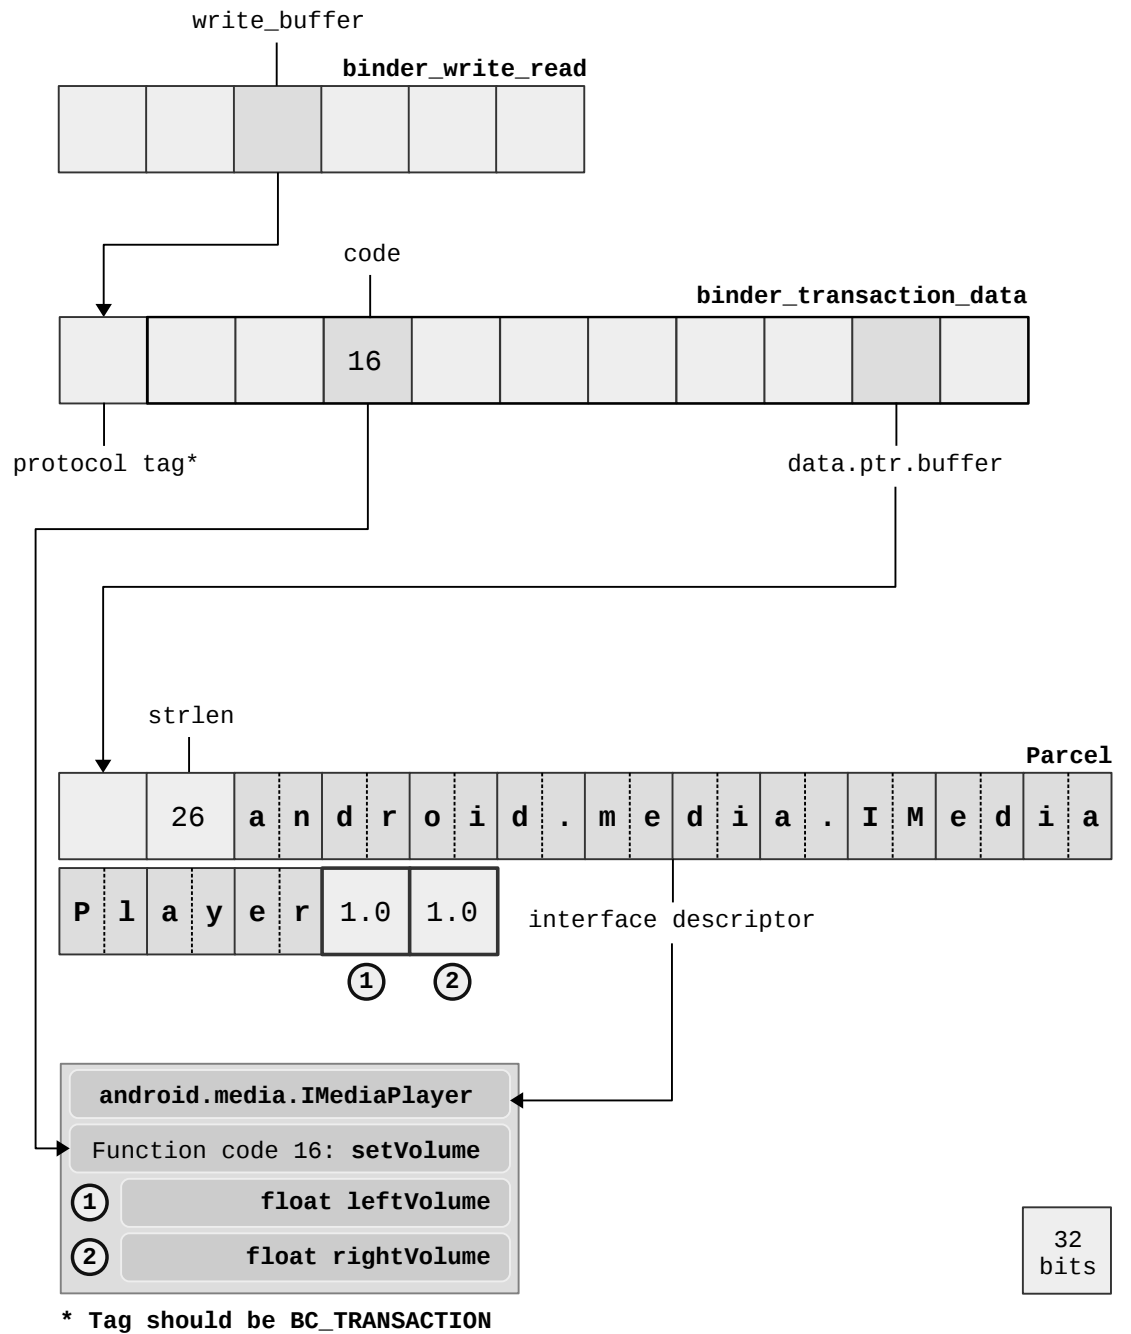 write_buffer
binder_write_read
code
binder_transaction_data
16
protocol tag*
data.ptr.buffer
strlen
Parcel
26 a n d r o i d . m e d i a . I M e d i a
P l a y e r 1.0 1.0
interface descriptor
1 2
android.media.IMediaPlayer
Function code 16: setVolume
1 float leftVolume
2 float rightVolume
32
bits
* Tag should be BC_TRANSACTION